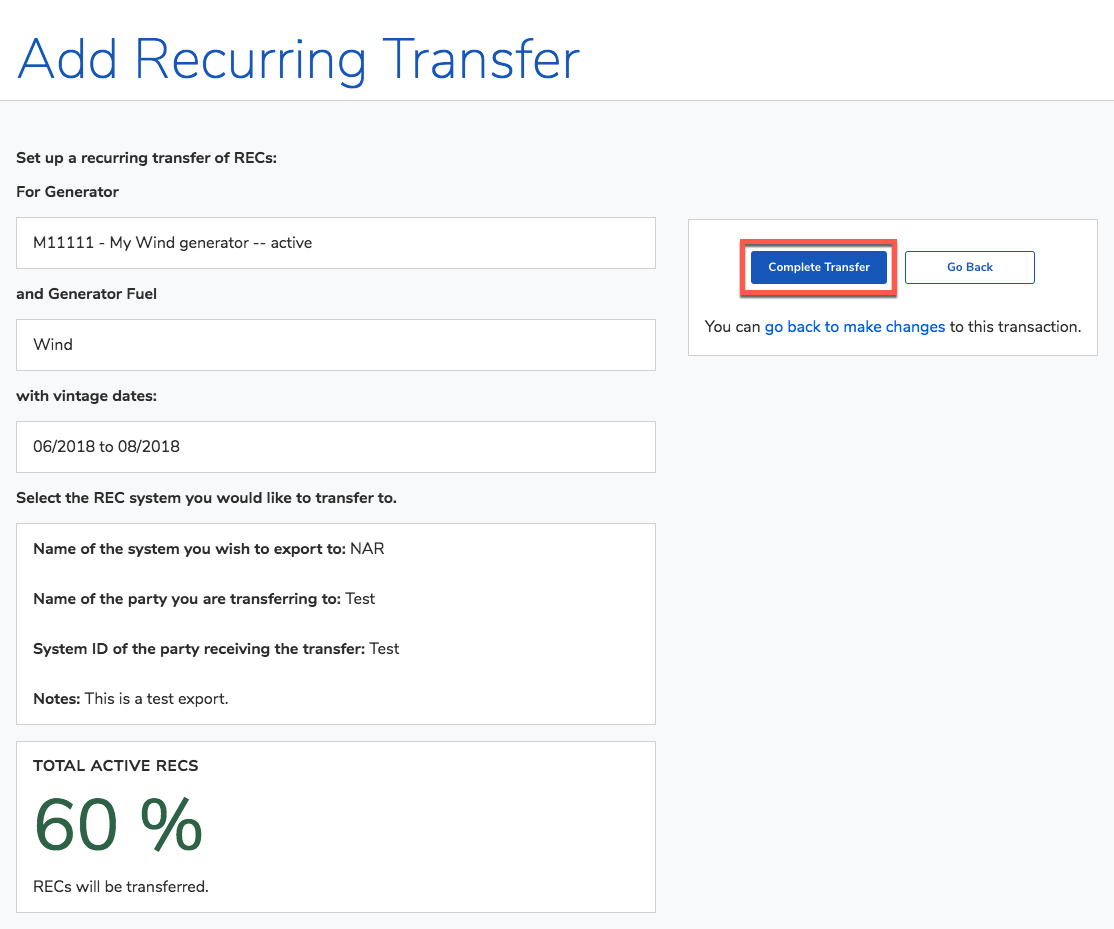 Add Recurring Transfer
Set up a recurring transfer of RECs:
For Generator
M11111 - My Wind generator -- active
and Generator Fuel
Wind
with vintage dates:
06/2018 to 08/2018
Select the REC system you would like to transfer to.
Name of the system you wish to export to: NAR
Name of the party you are transferring to: Test
System ID of the party receiving the transfer: Test
Notes: This is a test export.
TOTAL ACTIVE RECS
60 %
RECs will be transferred.
Complete Transfer
Go Back
You can go back to make changes to this transaction.